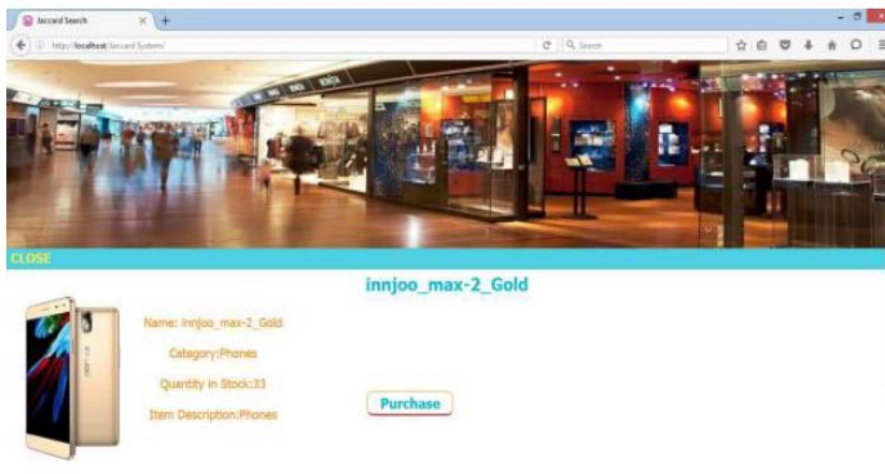 Jaccard Search
http://localhost/Jaccard System/
Search
CLOSE
innjoo_max-2_Gold
Name: innjoo_max-2_Gold
Category:Phones
Quantity in Stock:33
Item Description:Phones
Purchase